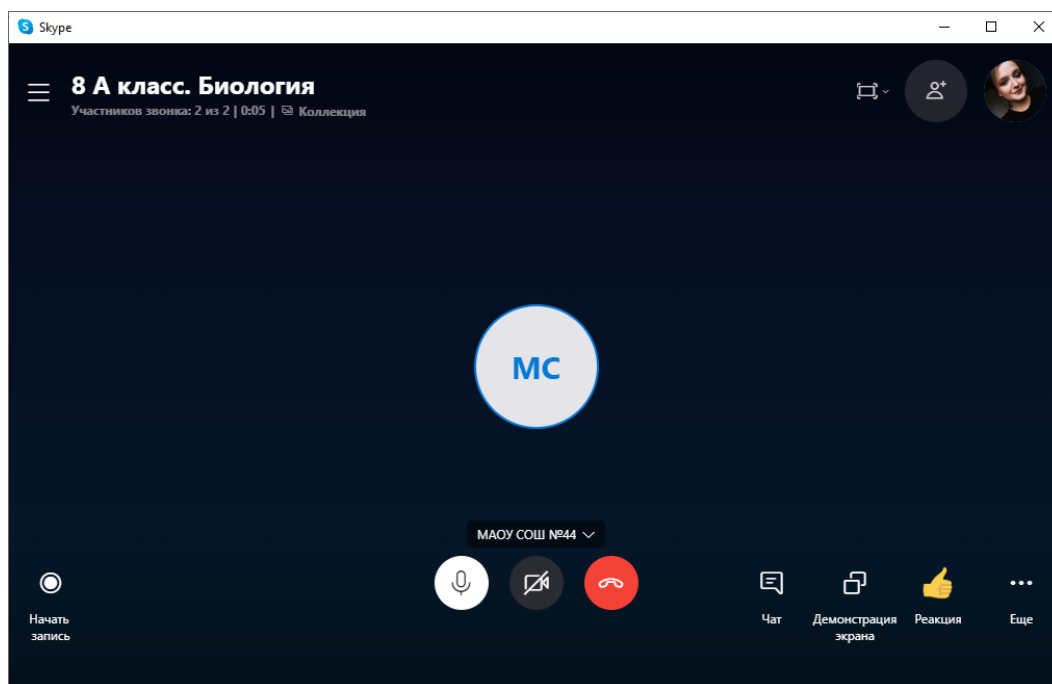 Skype
8 А класс. Биология
Участников звонка: 2 из 2 | 0:05 | Коллекция
МС
МАОУ СОШ №44
Начать
запись
Чат
Демонстрация
экрана
Реакция
Еще